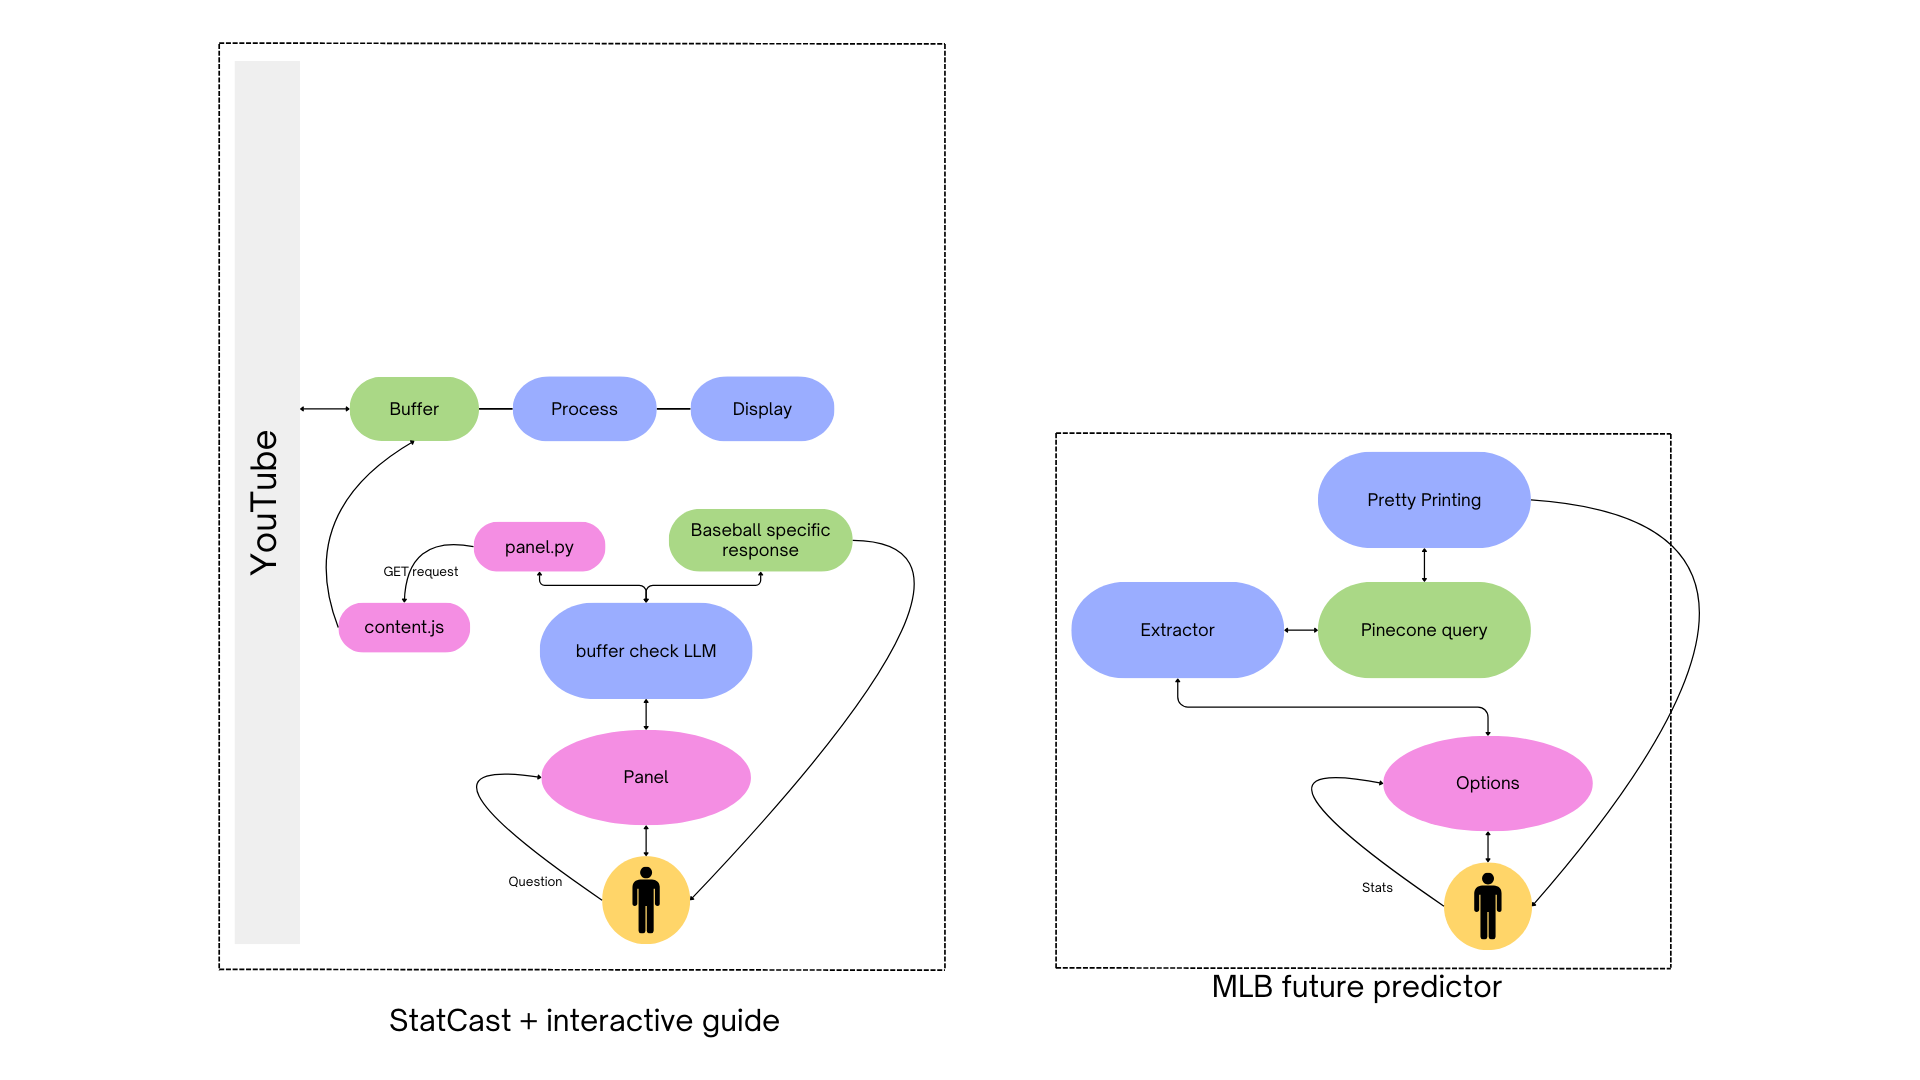 YouTube
Buffer
Process
Display
panel.py
Baseball specific
response
GET request
content.js
buffer check LLM
Panel
Question
StatCast + interactive guide
Pretty Printing
Extractor
Pinecone query
Options
Stats
MLB future predictor